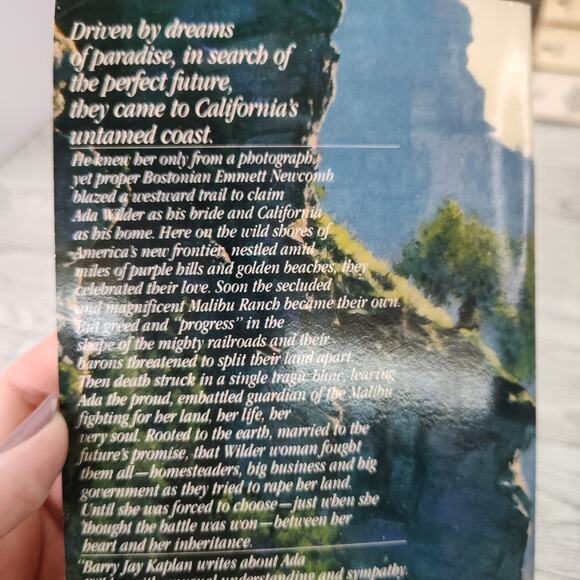 Driven by dreams
of paradise, in search of
the perfect future,
they came to California's
untamed coast.
He knew her only from a photograph,
yet proper Bostonian Emmett Newcomb
blazed a westward trail to claim
Ada Wilder as his bride and California
as his home. Here on the wild shores of
America's new frontier, nestled amid
miles of purple hills and golden beaches, they
celebrated their love. Soon the secluded
and magnificent Malibu Ranch became their own.
But greed and "progress" in the
shape of the mighty railroads and their
barons threatened to split their land apart.
Then death struck in a single tragic blow, leaving
Ada the proud, embattled guardian of the Malibu
fighting for her land, her life, her
very soul. Rooted to the earth, married to the
future's promise, that Wilder woman fought
them all—homesteaders, big business and big
government as they tried to rape her land.
Until she was forced to choose—just when she
thought the battle was won—between her
heart and her inheritance.
"Barry Jay Kaplan writes about Ada
understanding and sympathy.